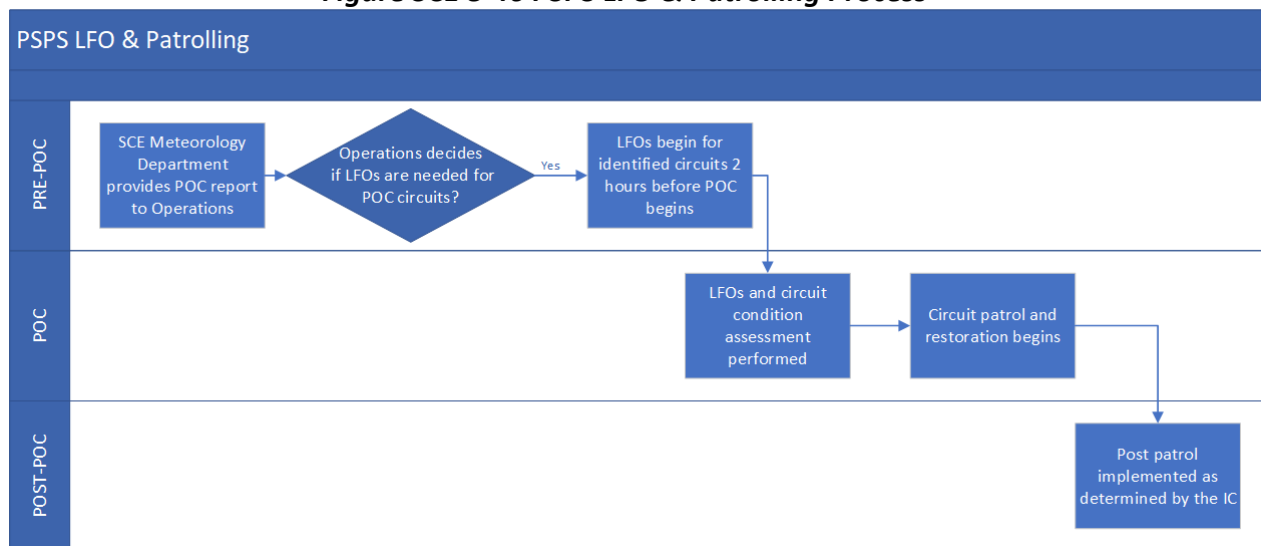 PSPS LFO & Patrolling
PRE-POC
SCE Meteorology
Department
provides POC report
to Operations
Operations decides
if LFOs are needed for
POC circuits?
Yes
LFOs begin for
identified circuits 2
hours before POC
begins
POC
LFOs and circuit
condition
assessment
performed
Circuit patrol and
restoration begins
POST-POC
Post patrol
implemented as
determined by the IC